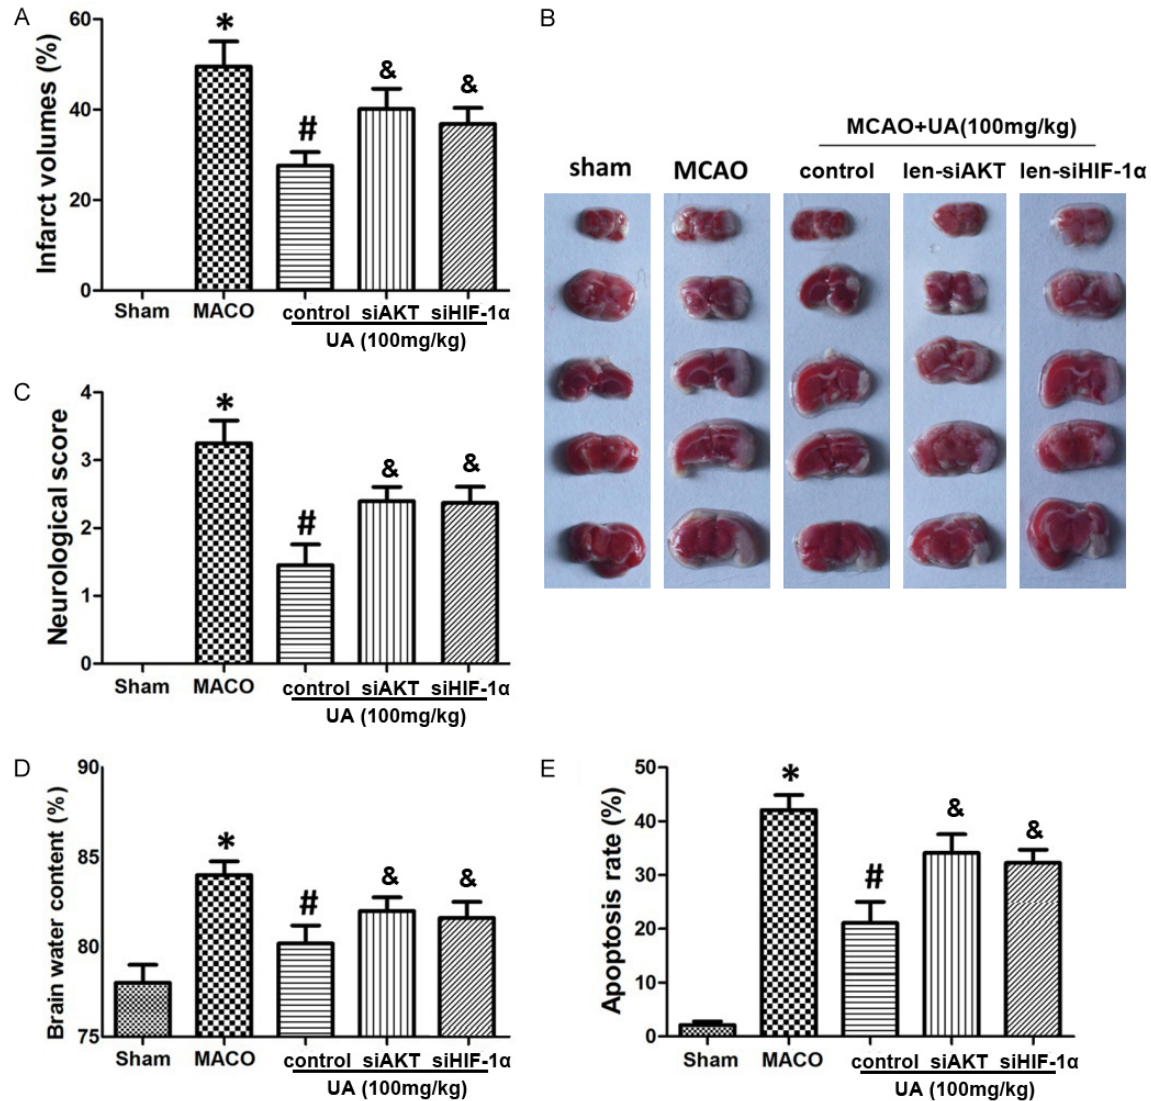 A
Infarct volumes (%)
60
40
20
0
*
#
&
&
Sham MACO control siAKT siHIF-1α
UA (100mg/kg)
B
MCAO+UA(100mg/kg)
sham MCAO control len-siAKT len-siHIF-1α
C
Neurological score
4
3
2
1
0
*
#
&
&
Sham MACO control siAKT siHIF-1α
UA (100mg/kg)
D
Brain water content (%)
90
85
80
75
*
#
&
&
Sham MACO control siAKT siHIF-1α
UA (100mg/kg)
E
Apoptosis rate (%)
50
40
30
20
10
0
*
#
&
&
Sham MACO control siAKT siHIF-1α
UA (100mg/kg)